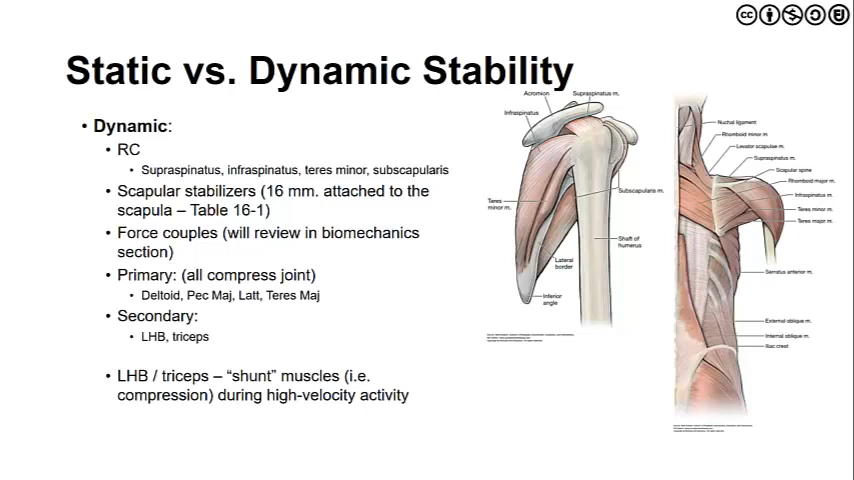 Static vs. Dynamic Stability
• Dynamic:
• RC
• Supraspinatus, infraspinatus, teres minor, subscapularis
• Scapular stabilizers (16 mm. attached to the
scapula – Table 16-1)
• Force couples (will review in biomechanics
section)
• Primary: (all compress joint)
• Deltoid, Pec Maj, Latt, Teres Maj
• Secondary:
• LHB, triceps
• LHB / triceps – “shunt” muscles (i.e.
compression) during high-velocity activity
Acromion
Supraspinatus m.
Infraspinatus
Teres
minor m.
Subscapularis m.
Shaft of
humerus
Lateral
border
Inferior
angle
Nuchal ligament
Rhomboid minor m
Levator scapulae m.
Supraspinatus m.
Scapular spine
Rhomboid major m.
Infraspinatus m.
Teres minor m.
Teres major m.
Serratus anterior m.
External oblique m.
Internal oblique m.
Iliac crest